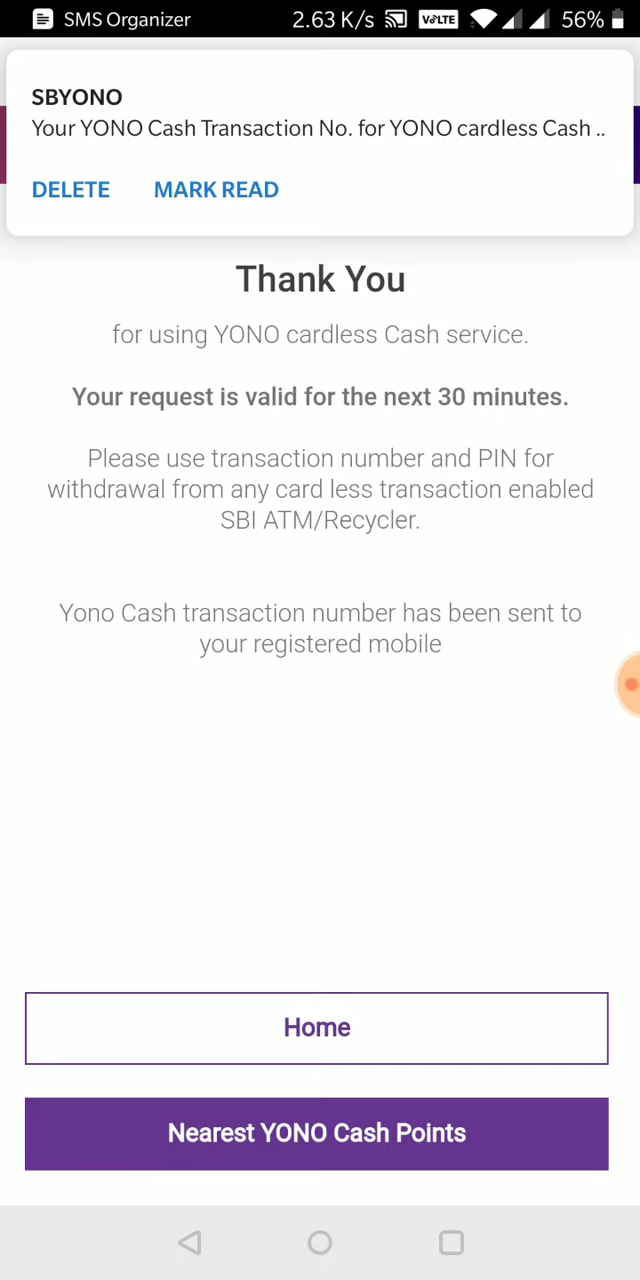 SMS Organizer 2.63 K/s VoLTE 56%
SBYONO
Your YONO Cash Transaction No. for YONO cardless Cash ..
DELETE MARK READ
Thank You
for using YONO cardless Cash service.
Your request is valid for the next 30 minutes.
Please use transaction number and PIN for
withdrawal from any card less transaction enabled
SBI ATM/Recycler.
Yono Cash transaction number has been sent to
your registered mobile
Home
Nearest YONO Cash Points